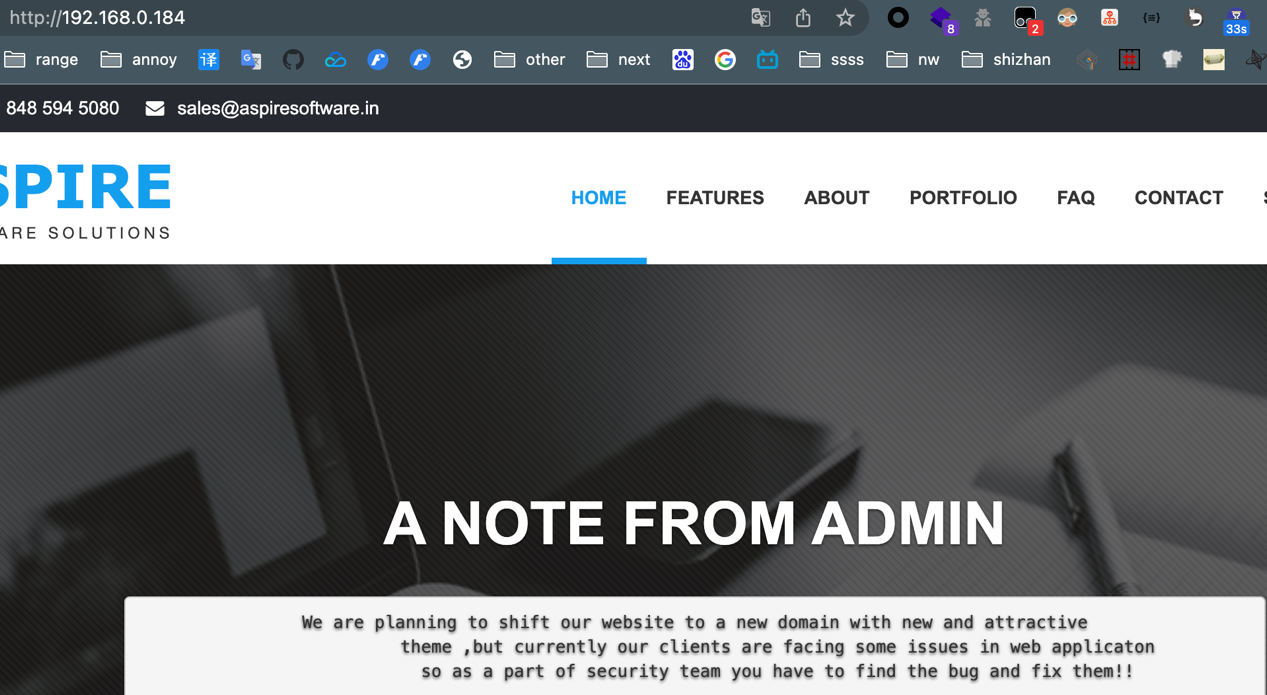 http://192.168.0.184
8
2
33s
range annoy 译 other next du ssss nw shizhan
848 594 5080 sales@aspiresoftware.in
SPIRE
ARE SOLUTIONS
HOME FEATURES ABOUT PORTFOLIO FAQ CONTACT
A NOTE FROM ADMIN
We are planning to shift our website to a new domain with new and attractive
theme ,but currently our clients are facing some issues in web applicaton
so as a part of security team you have to find the bug and fix them!!